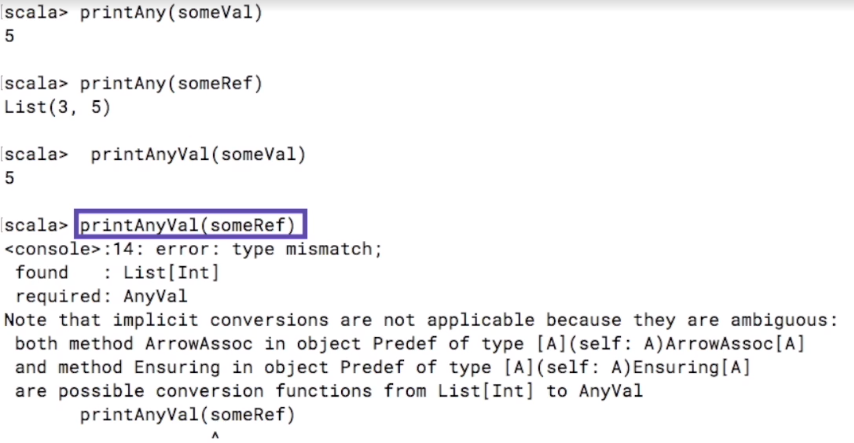 scala> printAny(someVal)
5
scala> printAny(someRef)
List(3, 5)
scala>  printAnyVal(someVal)
5
scala> printAnyVal(someRef)
<console>:14: error: type mismatch;
 found   : List[Int]
 required: AnyVal
Note that implicit conversions are not applicable because they are ambiguous:
 both method ArrowAssoc in object Predef of type [A](self: A)ArrowAssoc[A]
 and method Ensuring in object Predef of type [A](self: A)Ensuring[A]
 are possible conversion functions from List[Int] to AnyVal
       printAnyVal(someRef)
                   ^